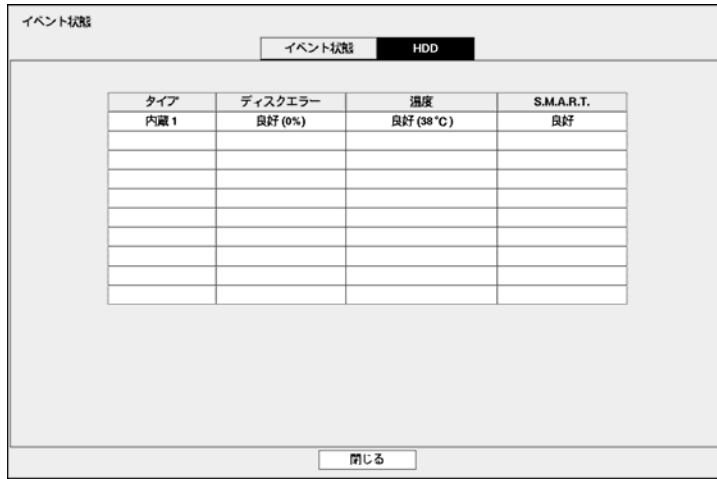 イベント状態
イベント状態 HDD
タイプ ディスクエラー 温度 S.M.A.R.T.
内蔵 1 良好 (0%) 良好 (38˚C) 良好
閉じる